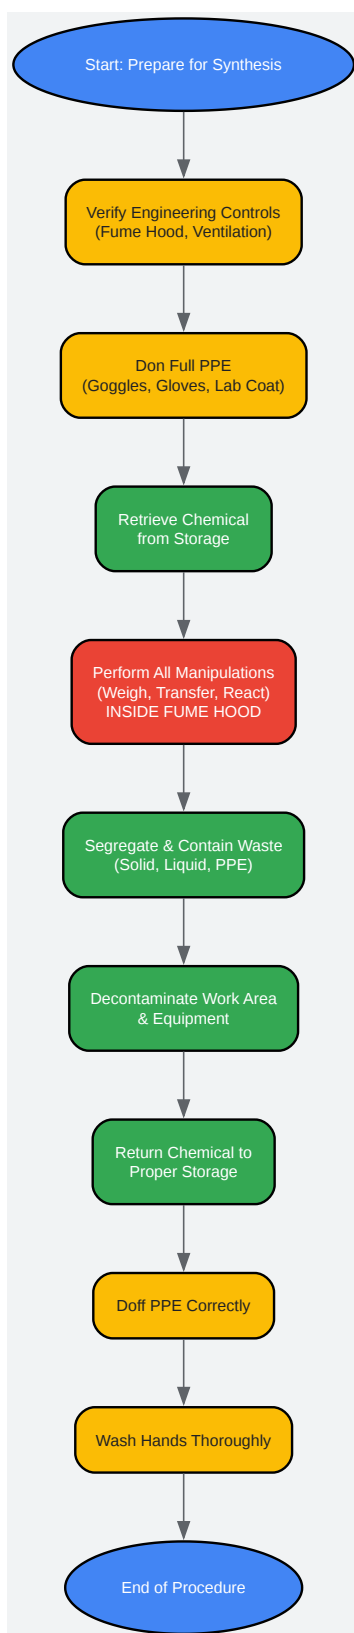 Start: Prepare for Synthesis
Verify Engineering Controls
(Fume Hood, Ventilation)
Don Full PPE
(Goggles, Gloves, Lab Coat)
Retrieve Chemical
from Storage
Perform All Manipulations
(Weigh, Transfer, React)
INSIDE FUME HOOD
Segregate & Contain Waste
(Solid, Liquid, PPE)
Decontaminate Work Area
& Equipment
Return Chemical to
Proper Storage
Doff PPE Correctly
Wash Hands Thoroughly
End of Procedure